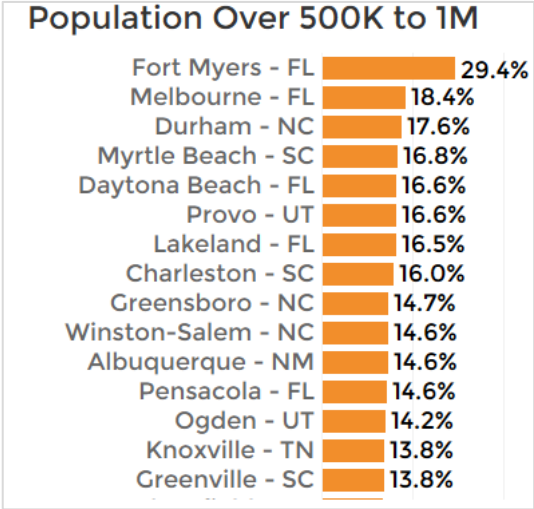 Population Over 500K to 1M
Fort Myers - FL 29.4%
Melbourne - FL 18.4%
Durham - NC 17.6%
Myrtle Beach - SC 16.8%
Daytona Beach - FL 16.6%
Provo - UT 16.6%
Lakeland - FL 16.5%
Charleston - SC 16.0%
Greensboro - NC 14.7%
Winston-Salem - NC 14.6%
Albuquerque - NM 14.6%
Pensacola - FL 14.6%
Ogden - UT 14.2%
Knoxville - TN 13.8%
Greenville - SC 13.8%